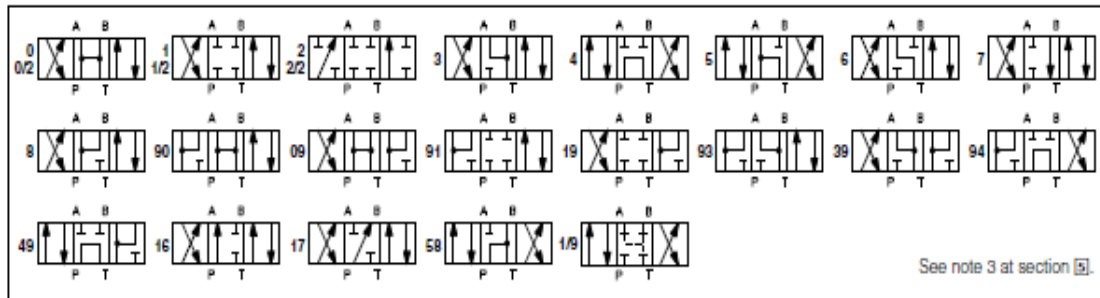 A B A B A B A B A B A B A B A B
0 1 2 3 4 5 6 7
0/2 1/2 2/2
P T P T P T P T P T P T P T P T
A B A B A B A B A B A B A B A B
8 90 09 91 19 93 39 94
P T P T P T P T P T P T P T P T
A B A B A B A B A B
49 16 17 58 1/9
P T P T P T P T P T
See note 3 at section 5.